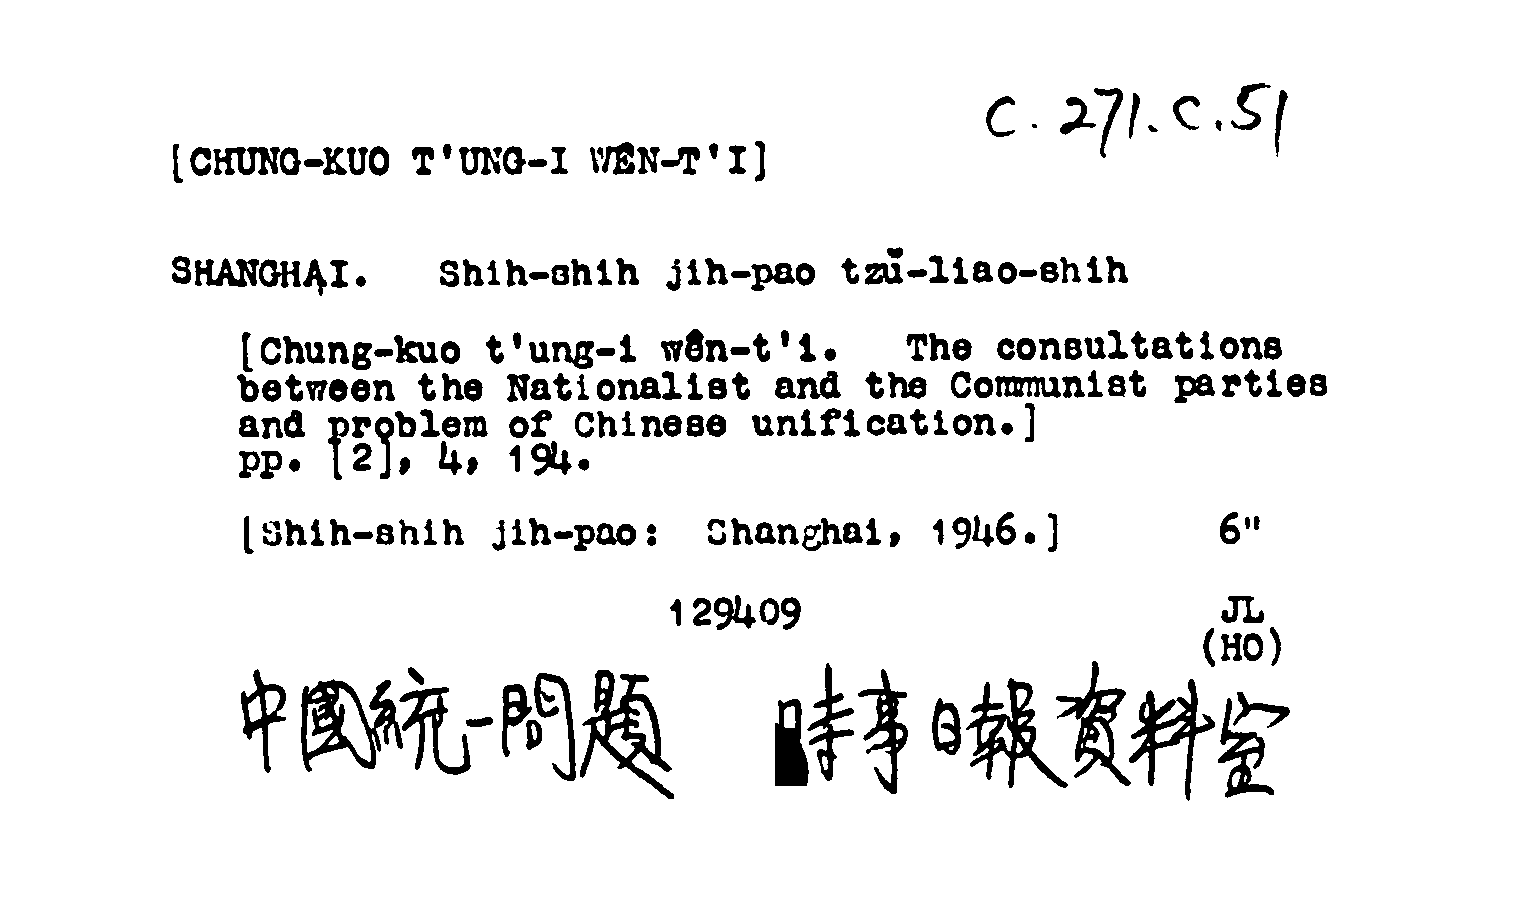 C. 271. C. 51
[CHUNG-KUO T'UNG-I WÊN-T'I]
SHANGHAI. Shih-shih jih-pao tzŭ-liao-shih
[Chung-kuo t'ung-i wên-t'i. The consultations
between the Nationalist and the Communist parties
and problem of Chinese unification.]
pp. [2], 4, 194.
[Shih-shih jih-pao: Shanghai, 1946.] 6"
129409 JL
(HO)
中國統一問題 時事日報資料室